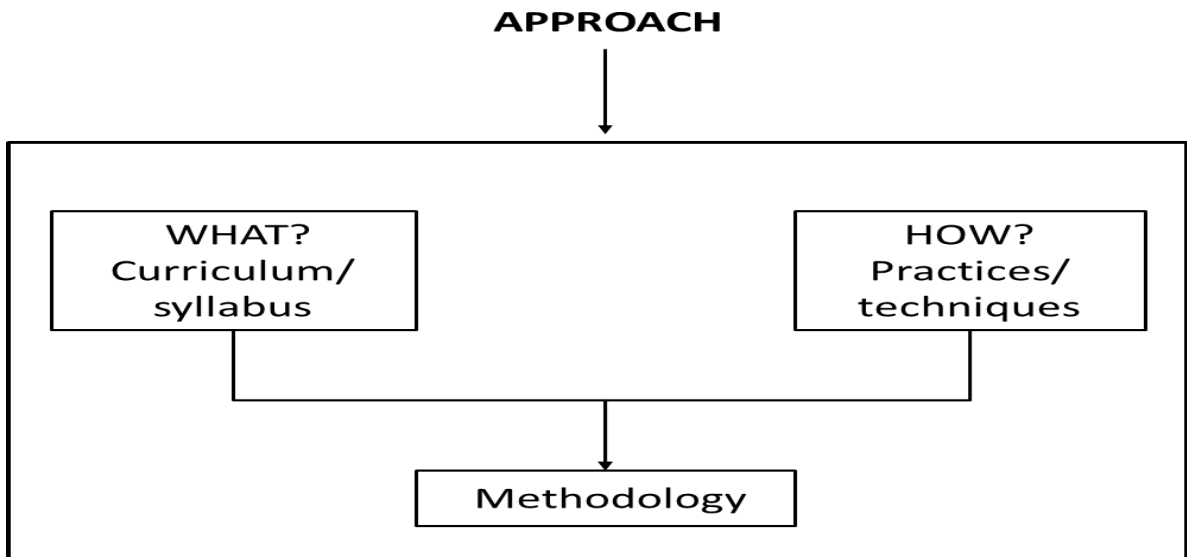 APPROACH
WHAT?
Curriculum/
syllabus
HOW?
Practices/
techniques
Methodology